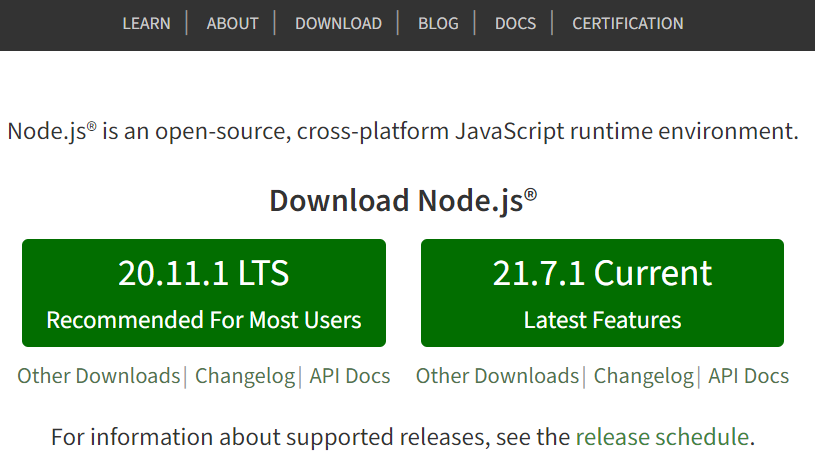 LEARN | ABOUT | DOWNLOAD | BLOG | DOCS | CERTIFICATION
Node.js® is an open-source, cross-platform JavaScript runtime environment.
Download Node.js®
20.11.1 LTS
Recommended For Most Users
21.7.1 Current
Latest Features
Other Downloads | Changelog | API Docs
Other Downloads | Changelog | API Docs
For information about supported releases, see the release schedule.